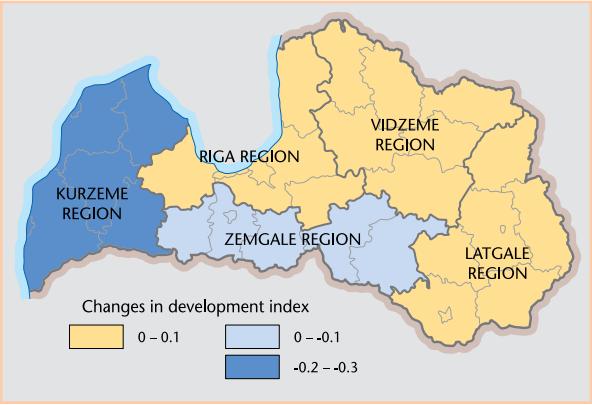 VIDZEME
REGION
RIGA REGION
KURZEME
REGION
ZEMGALE REGION
LATGALE
REGION
Changes in development index
0 – 0.1
0 – -0.1
-0.2 – -0.3